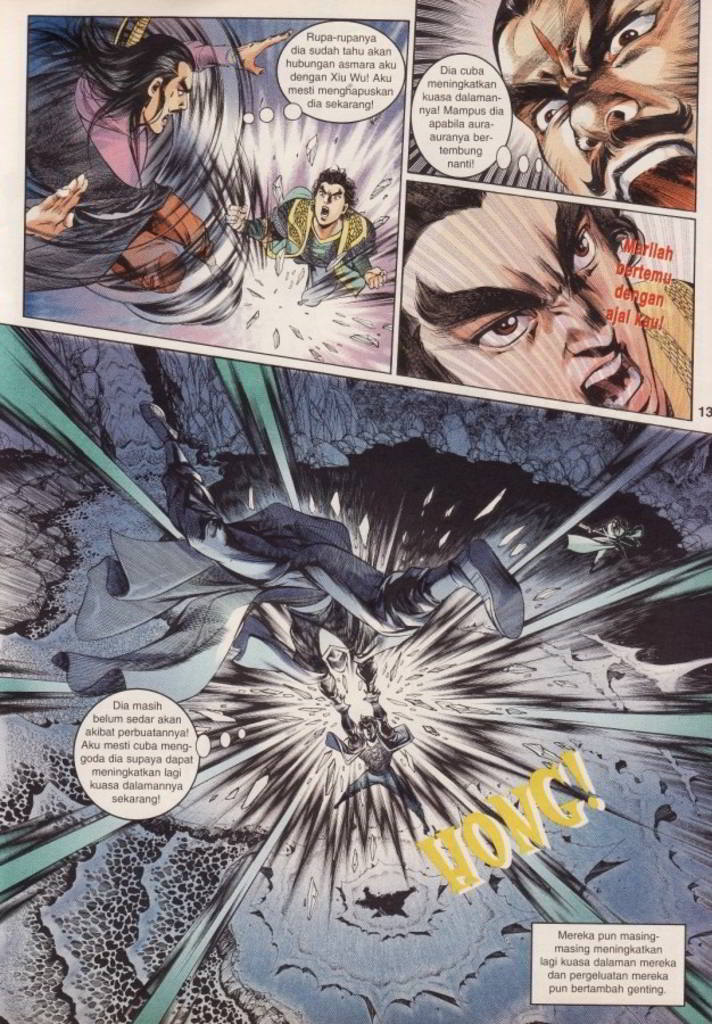 Rupa-rupanya
dia sudah tahu akan
hubungan asmara aku
dengan Xiu Wu! Aku
mesti menghapuskan
dia sekarang!
Dia cuba
meningkatkan
kuasa dalaman-
nya! Mampus dia
apabila aura-
auranya ber-
tembung
nanti!
Marilah
bertemu
dengan
ajal kau!
13
Dia masih
belum sedar akan
akibat perbuatannya!
Aku mesti cuba meng-
goda dia supaya dapat
meningkatkan lagi
kuasa dalamannya
sekarang!
HONG!
Mereka pun masing-
masing meningkatkan
lagi kuasa dalaman mereka
dan pergeluatan mereka
pun bertambah genting.